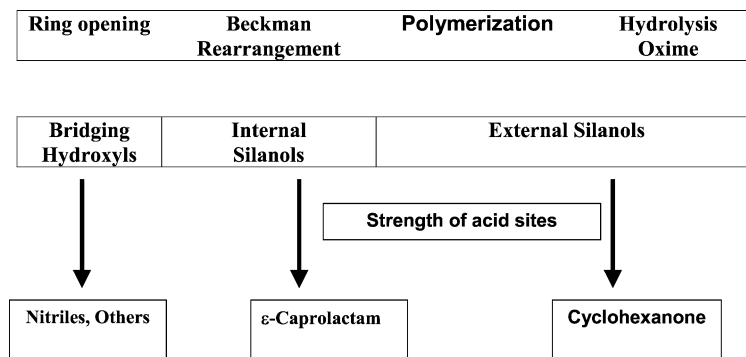 Ring opening Beckman Polymerization Hydrolysis
Rearrangement Oxime
Bridging Internal External Silanols
Hydroxyls Silanols
Strength of acid sites
Nitriles, Others ε-Caprolactam Cyclohexanone